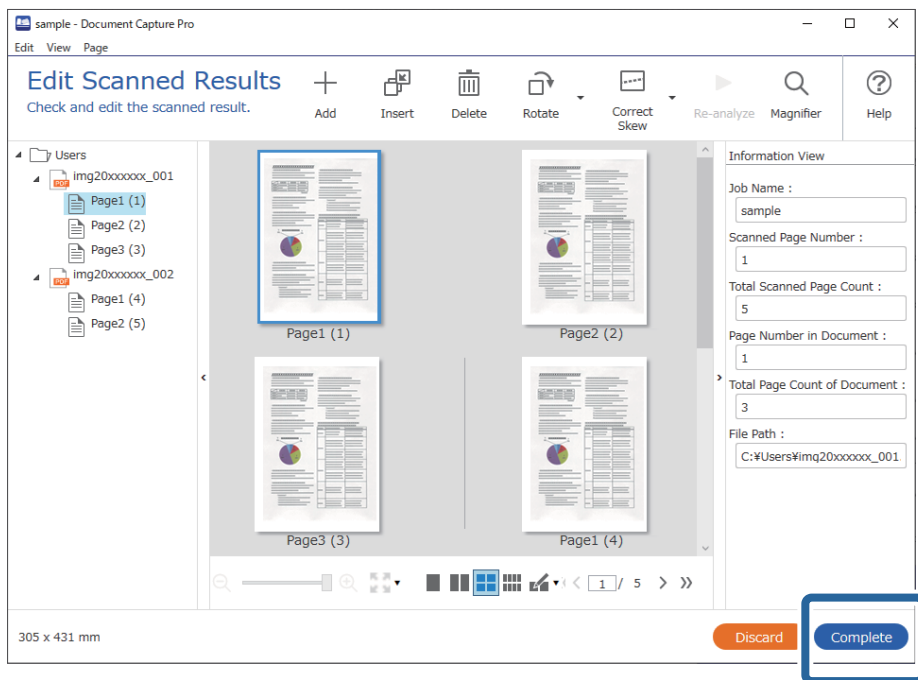 sample - Document Capture Pro
Edit View Page
Edit Scanned Results
Check and edit the scanned result.
Add
Insert
Delete
Rotate
Correct
Skew
Re-analyze
Magnifier
Help
Users
PDF
img20xxxxxx_001
Page1 (1)
Page2 (2)
Page3 (3)
PDF
img20xxxxxx_002
Page1 (4)
Page2 (5)
Page1 (1)
Page2 (2)
Page3 (3)
Page1 (4)
Information View
Job Name :
sample
Scanned Page Number :
1
Total Scanned Page Count :
5
Page Number in Document :
1
Total Page Count of Document :
3
File Path :
C:¥Users¥img20xxxxxx_001.
1 / 5
305 x 431 mm
Discard
Complete